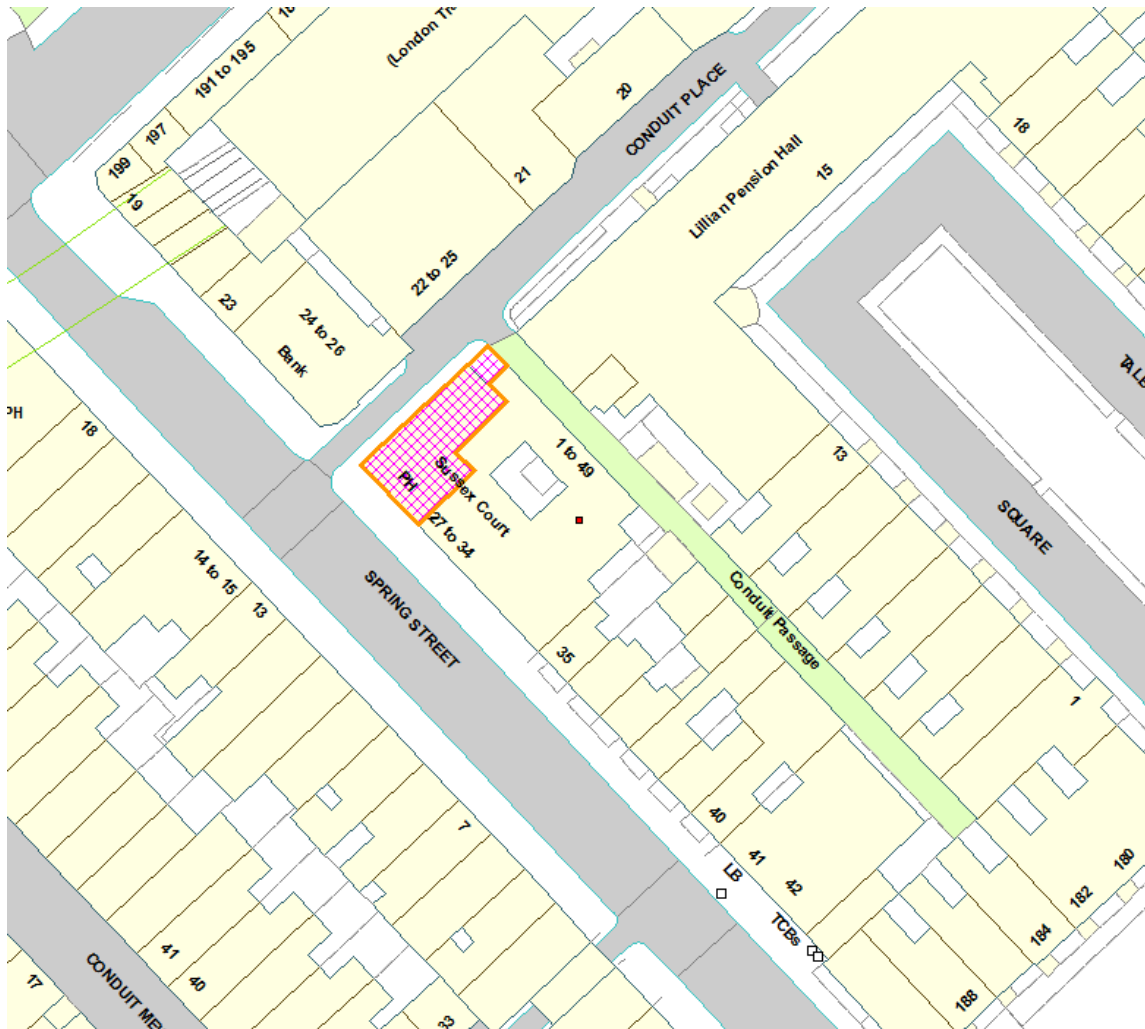 18
191 to 195
(London Tr
197
199
19
20
CONDUIT PLACE
21
22 to 25
Lillian Pension Hall
15
18
23
24 to 26
Bank
TALB
PH
18
1 to 49
13
Sussex Court
PH
27 to 34
SQUARE
14 to 15
13
SPRING STREET
Conduit Passage
35
1
7
40
41
42
LB
TCBs
180
182
184
188
41
40
17
CONDUIT ME
33